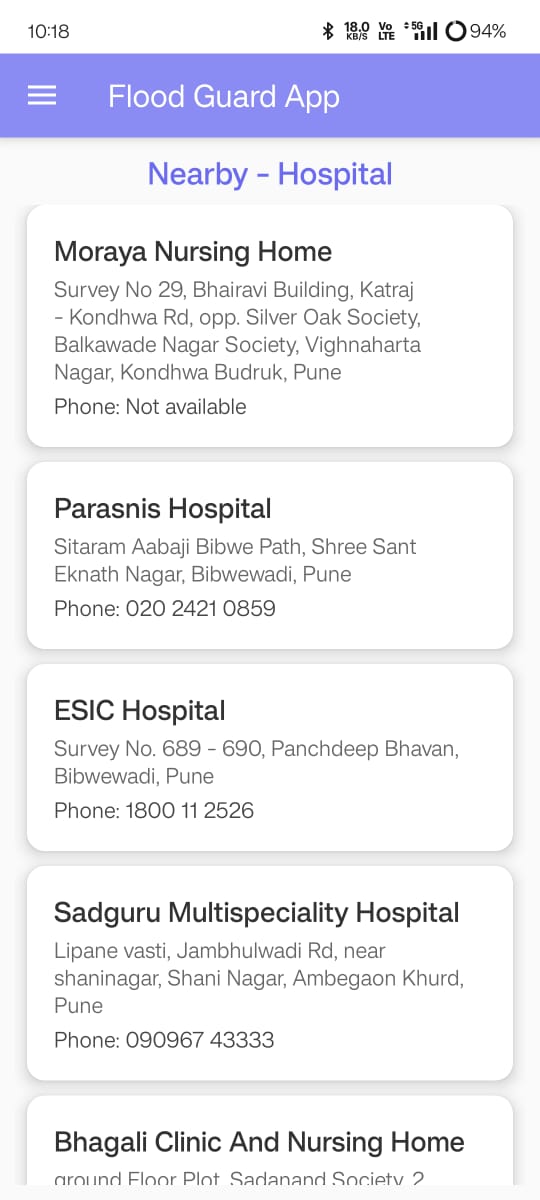 10:18
18.0 KB/S Vo LTE 5G 94%
Flood Guard App
Nearby - Hospital
Moraya Nursing Home
Survey No 29, Bhairavi Building, Katraj
- Kondhwa Rd, opp. Silver Oak Society,
Balkawade Nagar Society, Vighnaharta
Nagar, Kondhwa Budruk, Pune
Phone: Not available
Parasnis Hospital
Sitaram Aabaji Bibwe Path, Shree Sant
Eknath Nagar, Bibwewadi, Pune
Phone: 020 2421 0859
ESIC Hospital
Survey No. 689 - 690, Panchdeep Bhavan,
Bibwewadi, Pune
Phone: 1800 11 2526
Sadguru Multispeciality Hospital
Lipane vasti, Jambhulwadi Rd, near
shaninagar, Shani Nagar, Ambegaon Khurd,
Pune
Phone: 090967 43333
Bhagali Clinic And Nursing Home
ground Floor Plot, Sadanand Society, 2